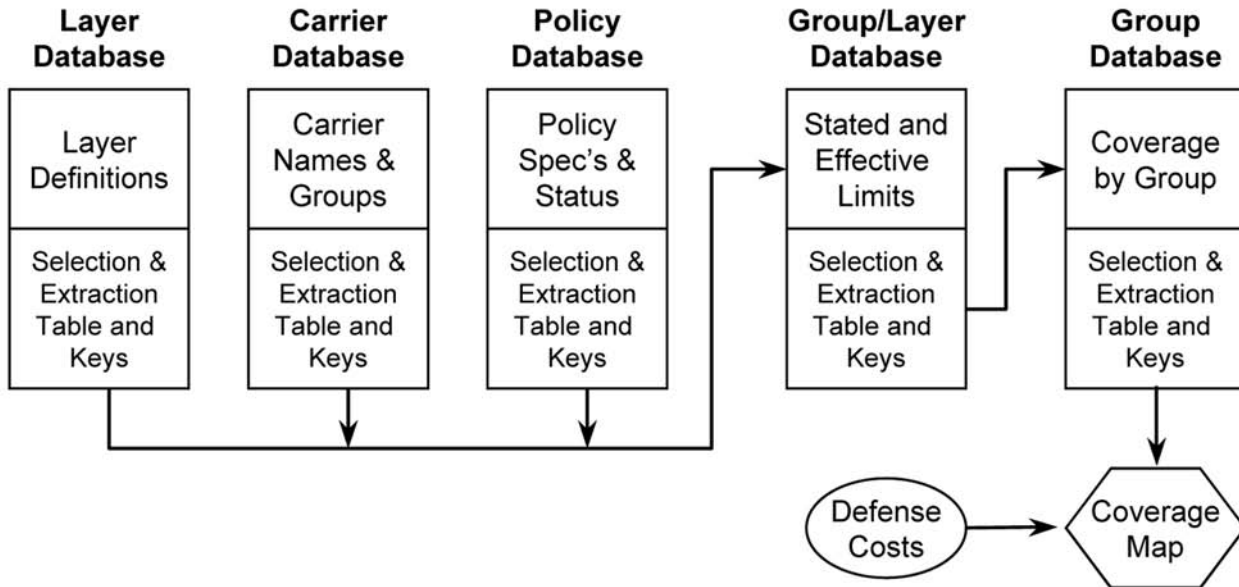 Layer
Database
Carrier
Database
Policy
Database
Group/Layer
Database
Group
Database
Layer
Definitions
Carrier
Names &
Groups
Policy
Spec's &
Status
Stated and
Effective
Limits
Coverage
by Group
Selection &
Extraction
Table and
Keys
Selection &
Extraction
Table and
Keys
Selection &
Extraction
Table and
Keys
Selection &
Extraction
Table and
Keys
Selection &
Extraction
Table and
Keys
Defense
Costs
Coverage
Map